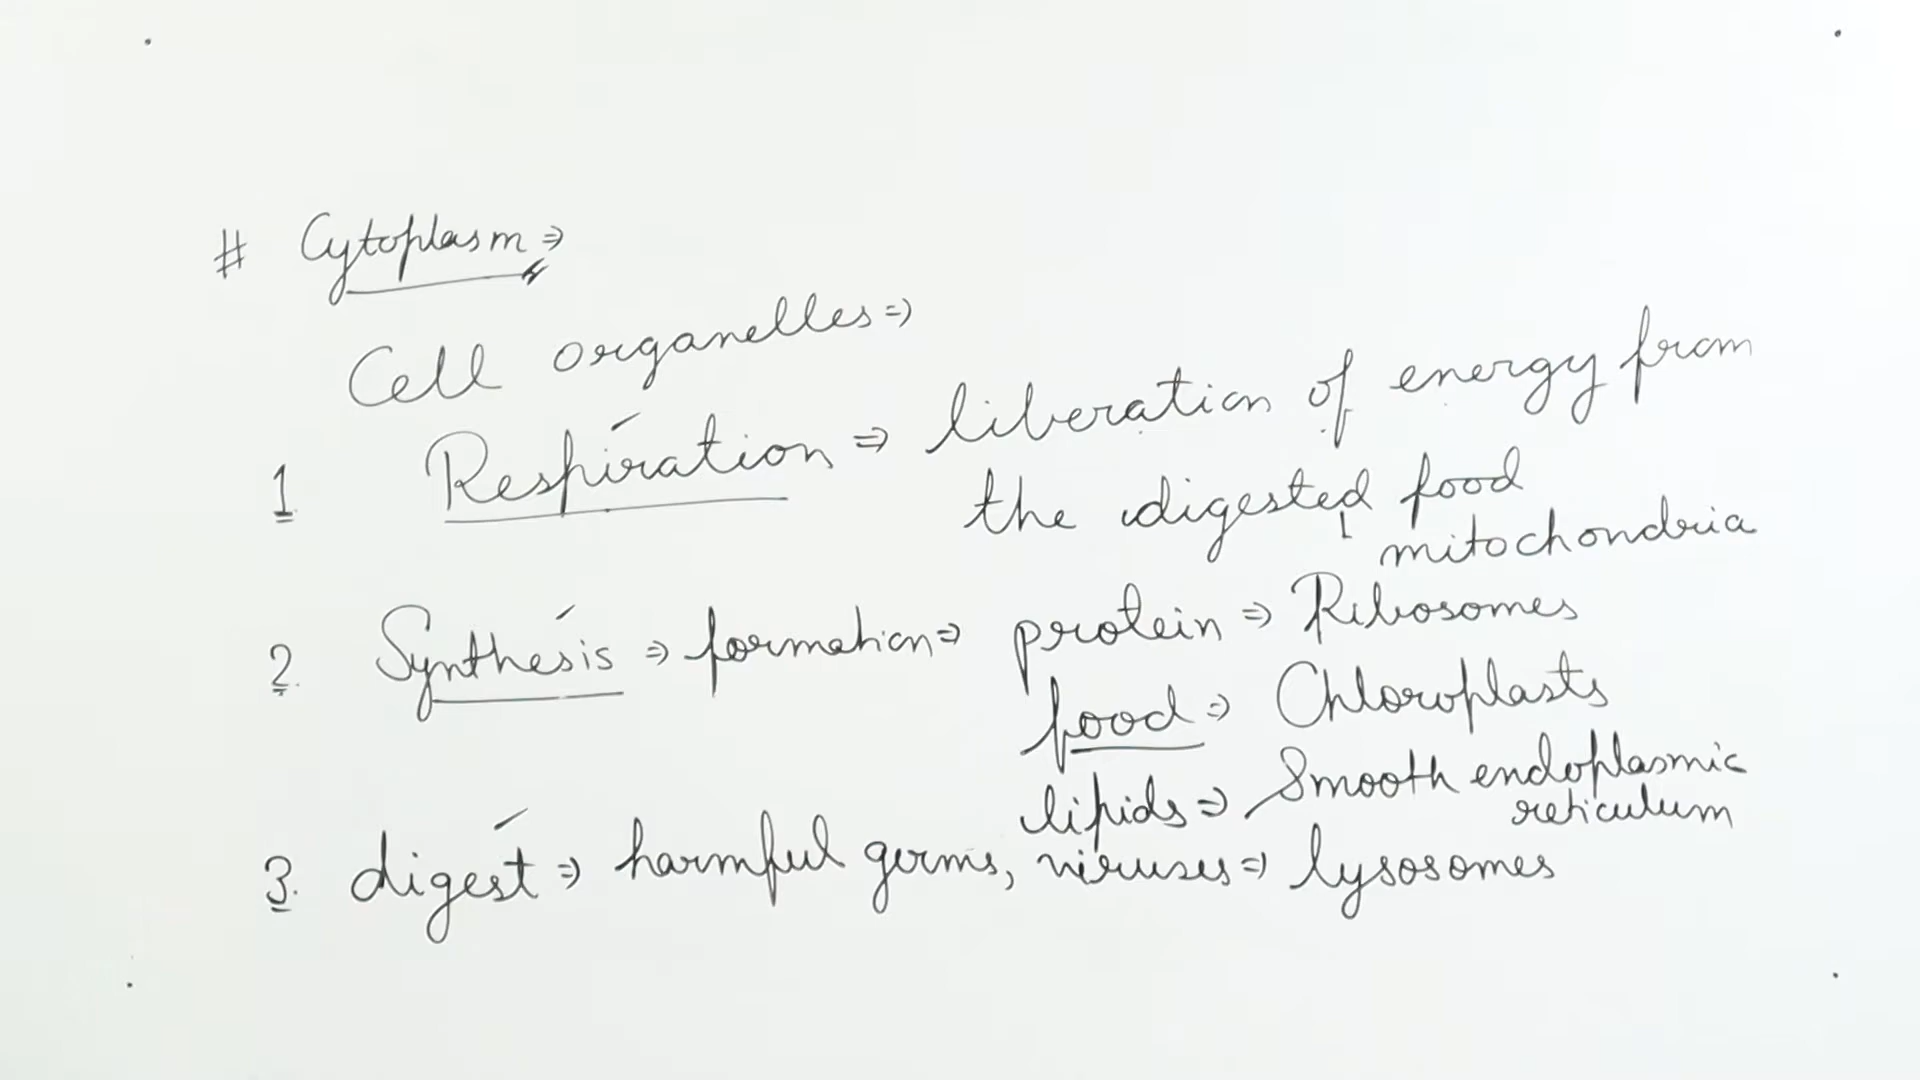 # Cytoplasm ⇒
Cell organelles ⇒
1 Respiration ⇒ liberation of energy from
the digested food
mitochondria
2. Synthesis ⇒ formation ⇒ protein ⇒ Ribosomes
food ⇒ Chloroplasts
lipids ⇒ Smooth endoplasmic
reticulum
3. digest ⇒ harmful germs, viruses ⇒ lysosomes